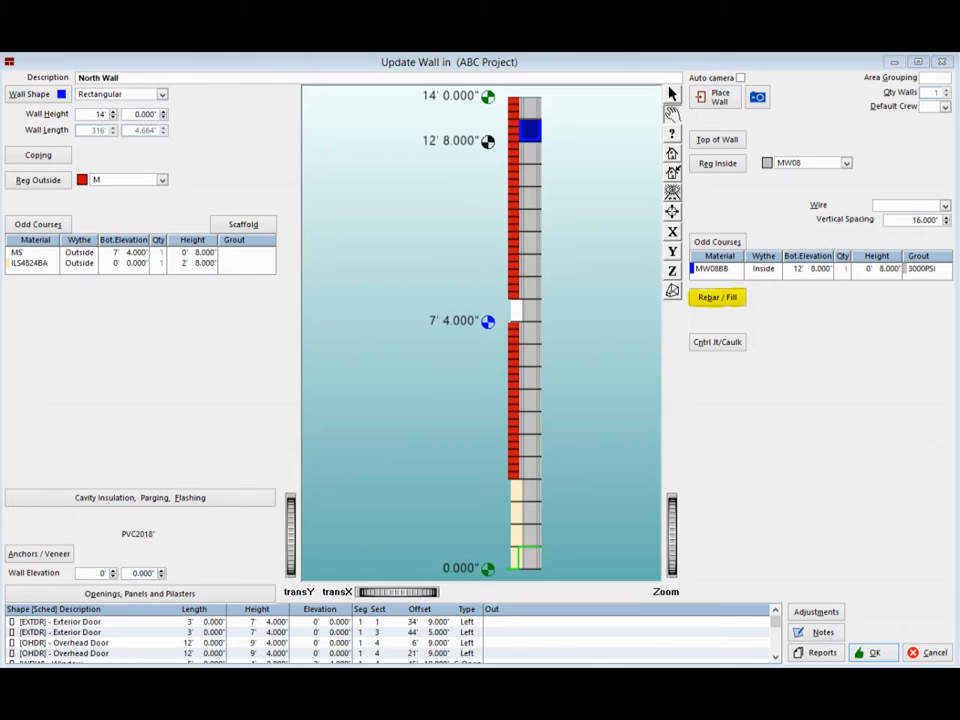 Update Wall in (ABC Project)
Description North Wall
Wall Shape Rectangular
Wall Height 14' 0.000"
Wall Length 316' 4.664"
Coping
Reg Outside M
Odd Courses Scaffold
Material Wythe Bot.Elevation Qty Height Grout
MS Outside 7' 4.000" 1 0' 8.000"
ILS4824BA Outside 0' 0.000" 1 2' 8.000"
Cavity Insulation, Parging, Flashing
PVC2018"
Anchors / Veneer
Wall Elevation 0' 0.000"
Openings, Panels and Pilasters
14' 0.000"
12' 8.000"
7' 4.000"
0.000"
transY transX Zoom
?
X
Y
Z
Auto camera Area Grouping
Place Wall Qty Walls 1
Default Crew
Top of Wall
Reg Inside MW08
Wire
Vertical Spacing 16.000"
Odd Courses
Material Wythe Bot.Elevation Qty Height Grout
MW08BB Inside 12' 8.000" 1 0' 8.000" 3000PSI
Rebar / Fill
Cntrl Jt/Caulk
Shape [Sched] Description Length Height Elevation Seg Sect Offset Type Out
[EXTDR] - Exterior Door 3' 0.000" 7' 4.000" 0' 0.000" 1 1 34' 9.000" Left
[EXTDR] - Exterior Door 3' 0.000" 7' 4.000" 0' 0.000" 1 3 44' 5.000" Left
[OHDR] - Overhead Door 12' 0.000" 9' 4.000" 0' 0.000" 1 4 6' 9.000" Left
[OHDR] - Overhead Door 12' 0.000" 9' 4.000" 0' 0.000" 1 4 21' 9.000" Left
Adjustments
Notes
Reports OK Cancel